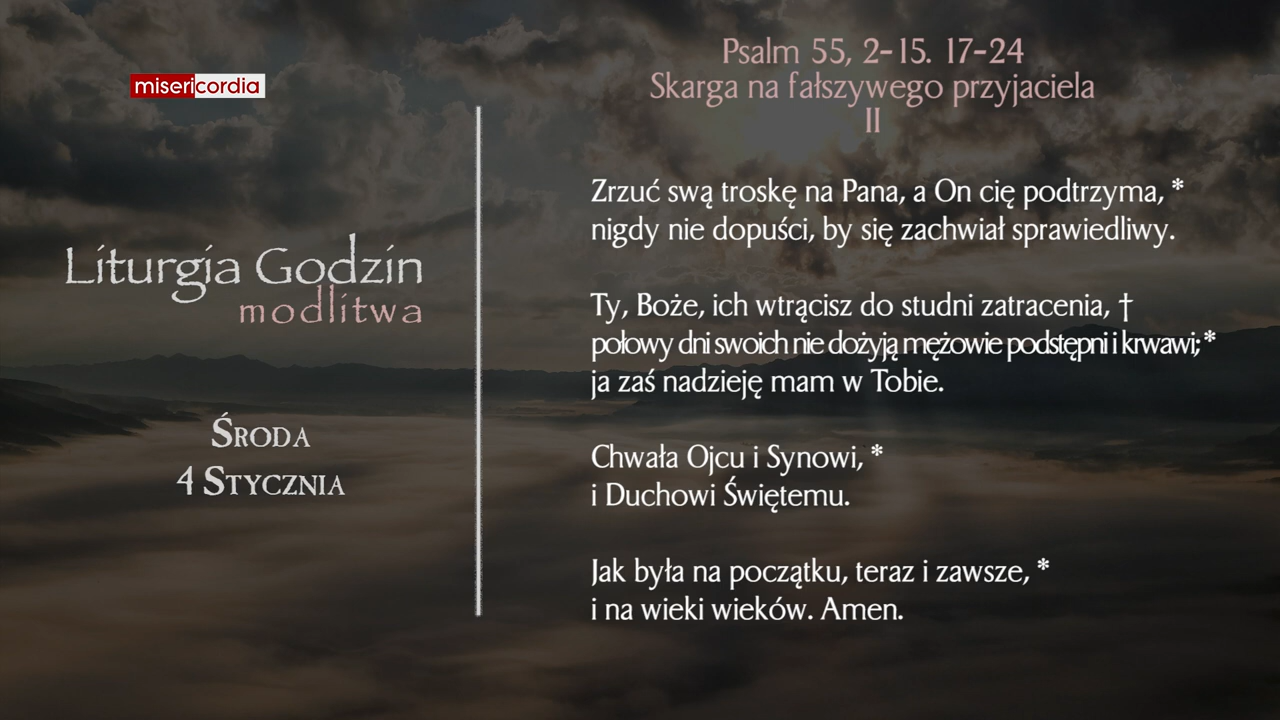 misericordia
Liturgia Godzin
modlitwa
Środa
4 Stycznia
Psalm 55, 2-15. 17-24
Skarga na fałszywego przyjaciela
II
Zrzuć swą troskę na Pana, a On cię podtrzyma, *
nigdy nie dopuści, by się zachwiał sprawiedliwy.
Ty, Boże, ich wtrącisz do studni zatracenia, †
połowy dni swoich nie dożyją mężowie podstępni i krwawi; *
ja zaś nadzieję mam w Tobie.
Chwała Ojcu i Synowi, *
i Duchowi Świętemu.
Jak była na początku, teraz i zawsze, *
i na wieki wieków. Amen.